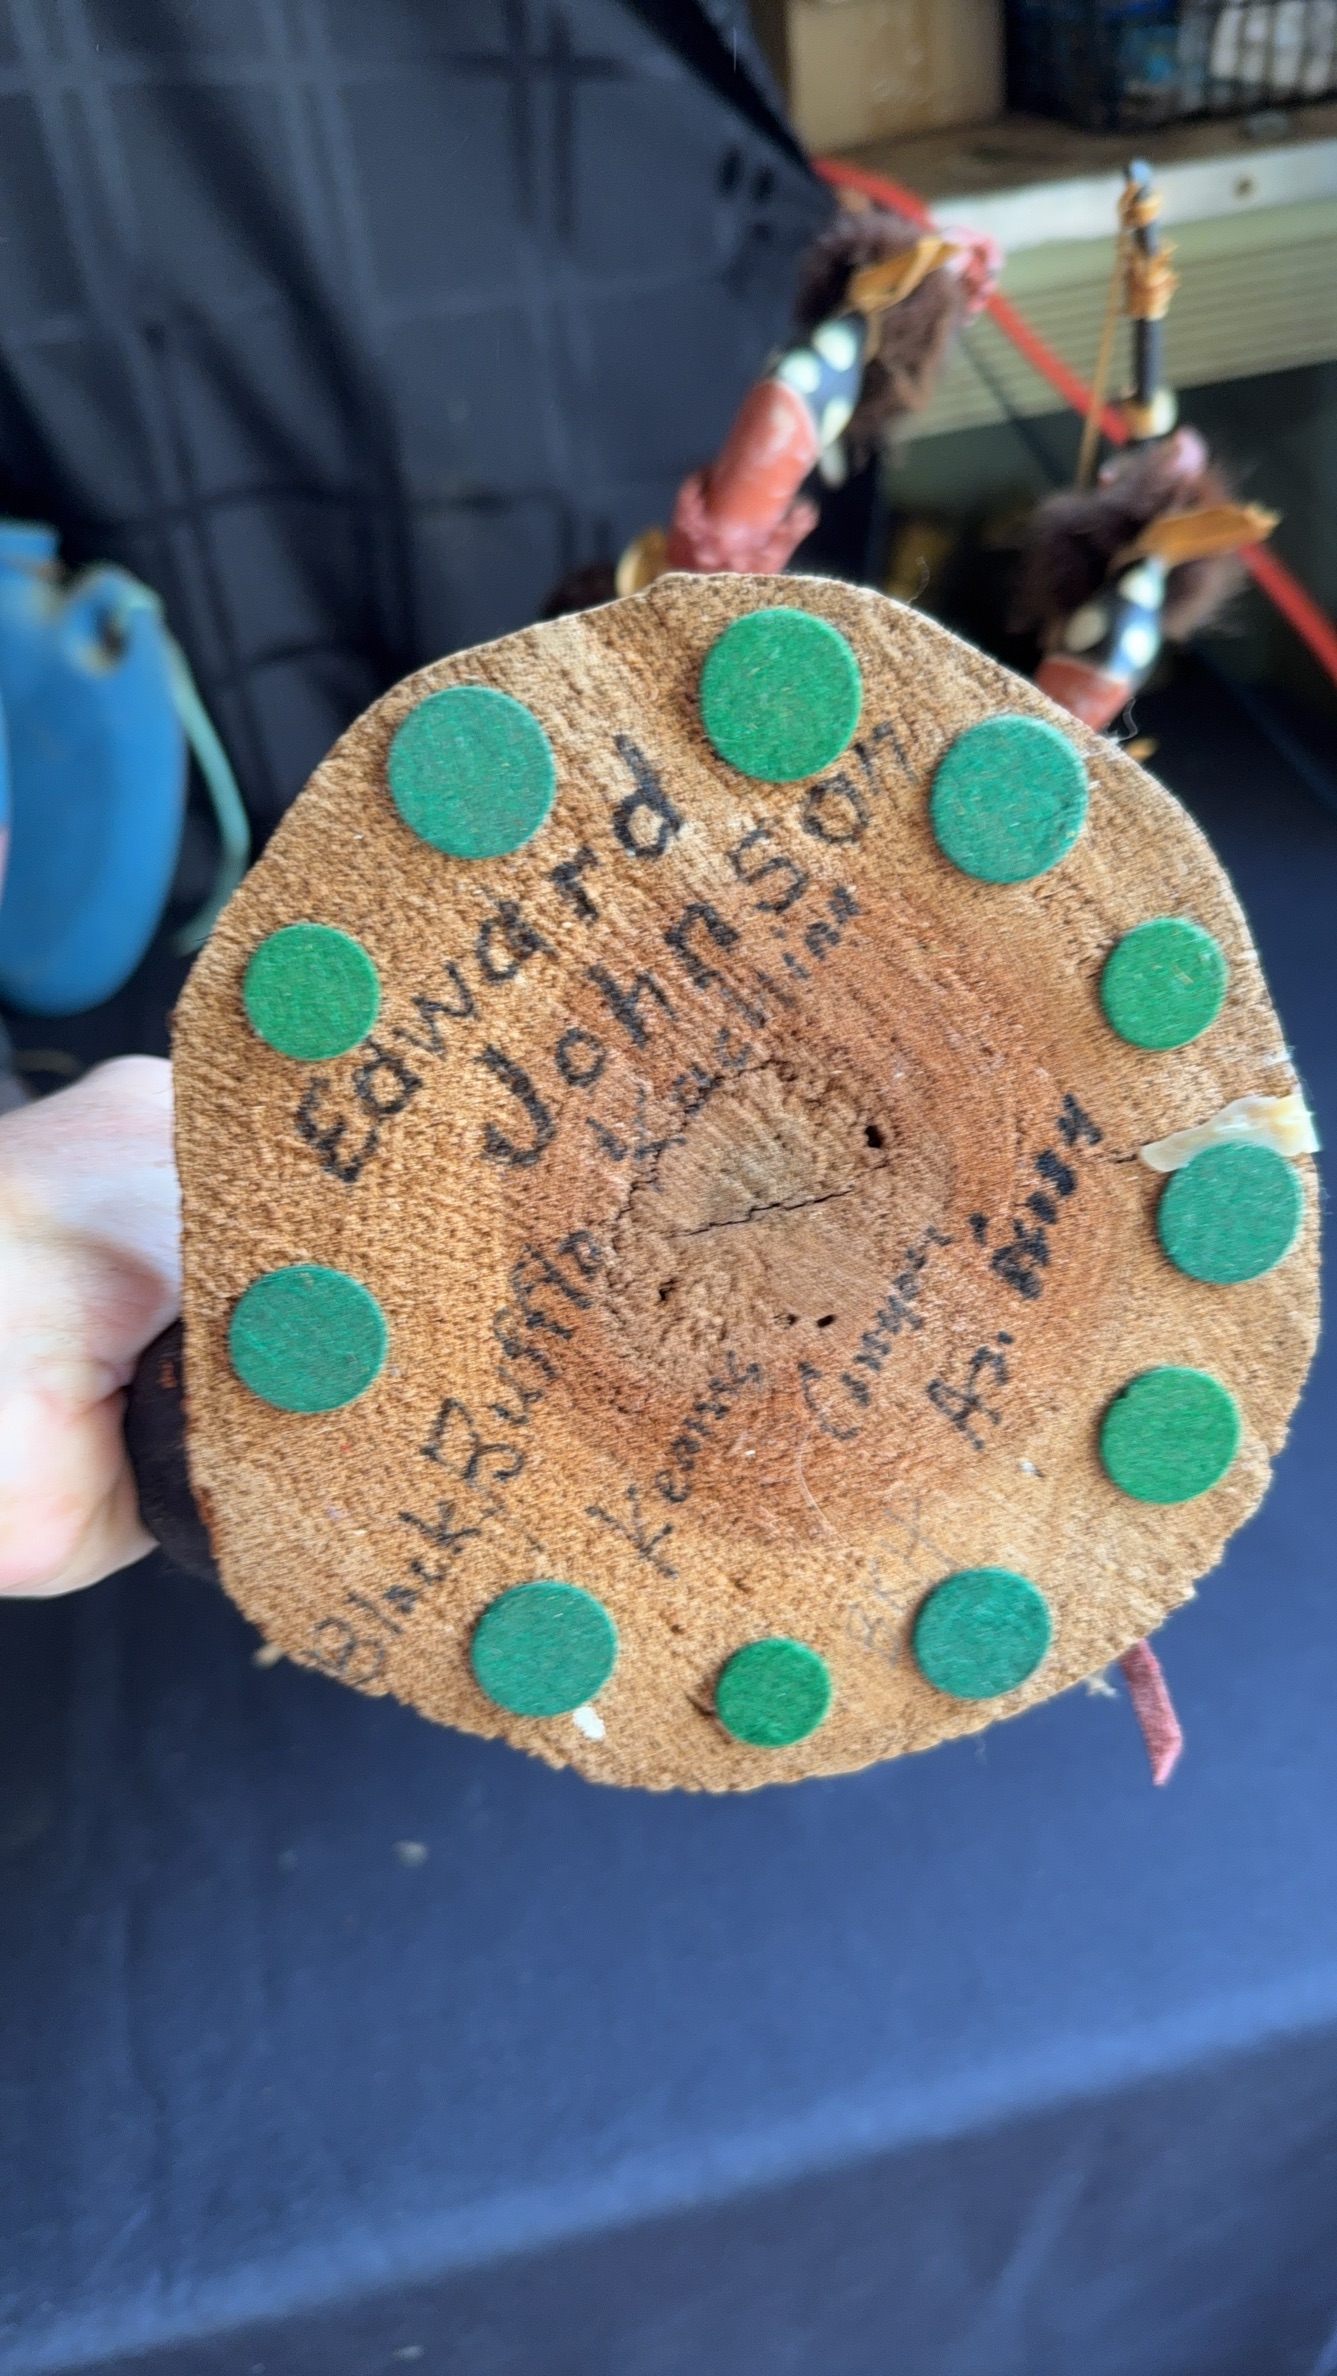 Edward
Johnson
Kachina
Black, Buffalo
Keams
Canyon
Az.